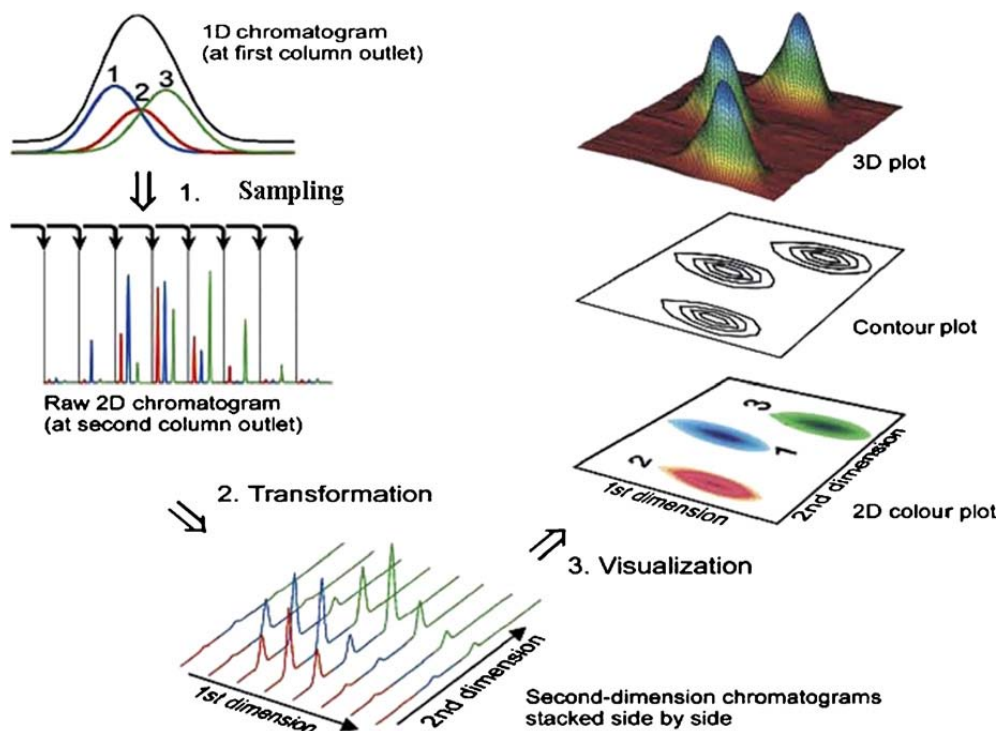 1D chromatogram
(at first column outlet)
1
2
3
1. Sampling
Raw 2D chromatogram
(at second column outlet)
2. Transformation
1st dimension
2nd dimension
Second-dimension chromatograms
stacked side by side
3. Visualization
3D plot
Contour plot
3
1
2
1st dimension
2nd dimension
2D colour plot